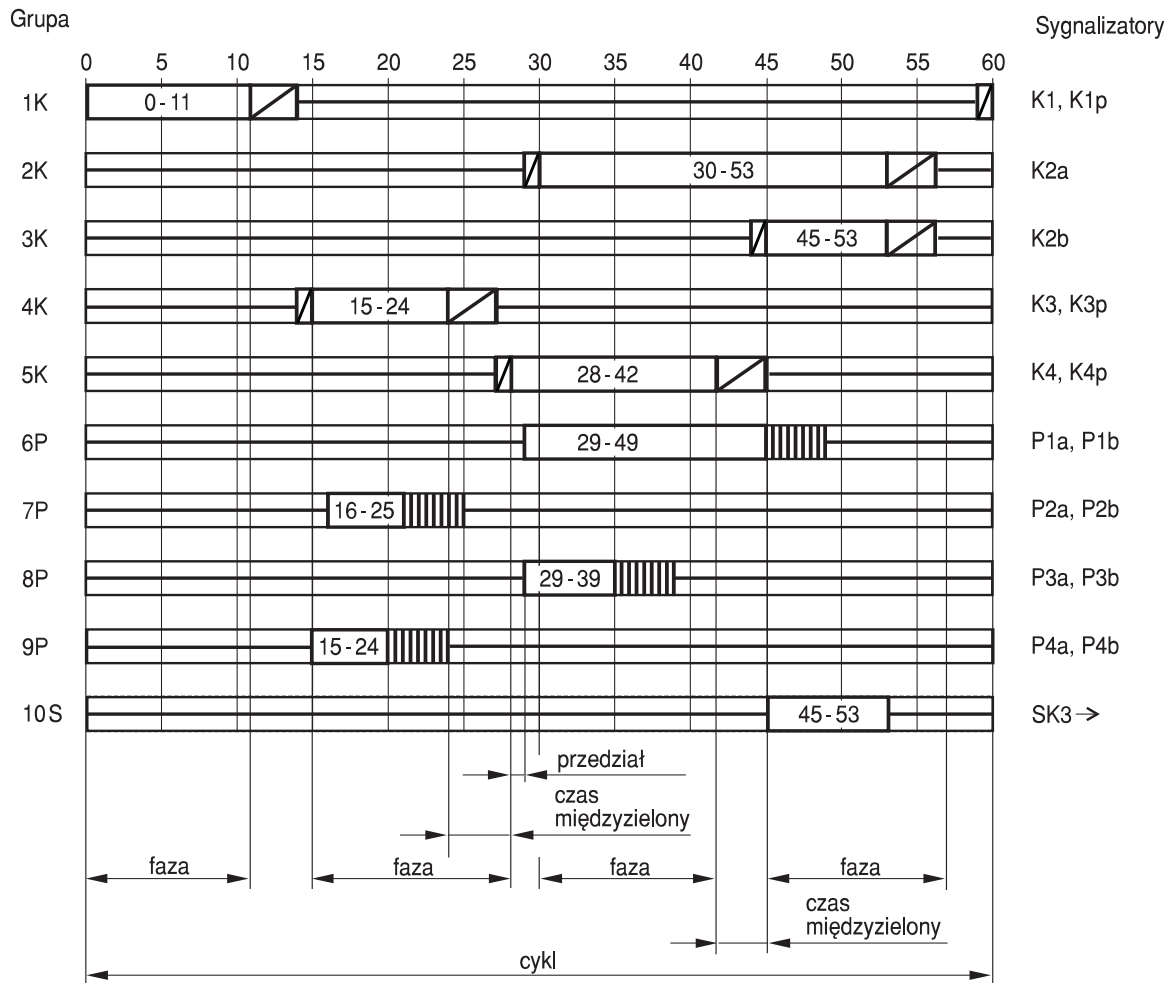 Grupa
Sygnalizatory
0 5 10 15 20 25 30 35 40 45 50 55 60
1K 0-11 K1, K1p
2K 30-53 K2a
3K 45-53 K2b
4K 15-24 K3, K3p
5K 28-42 K4, K4p
6P 29-49 P1a, P1b
7P 16-25 P2a, P2b
8P 29-39 P3a, P3b
9P 15-24 P4a, P4b
10S 45-53 SK3→
przedział
czas
międzyzielony
faza faza faza faza
czas
międzyzielony
cykl